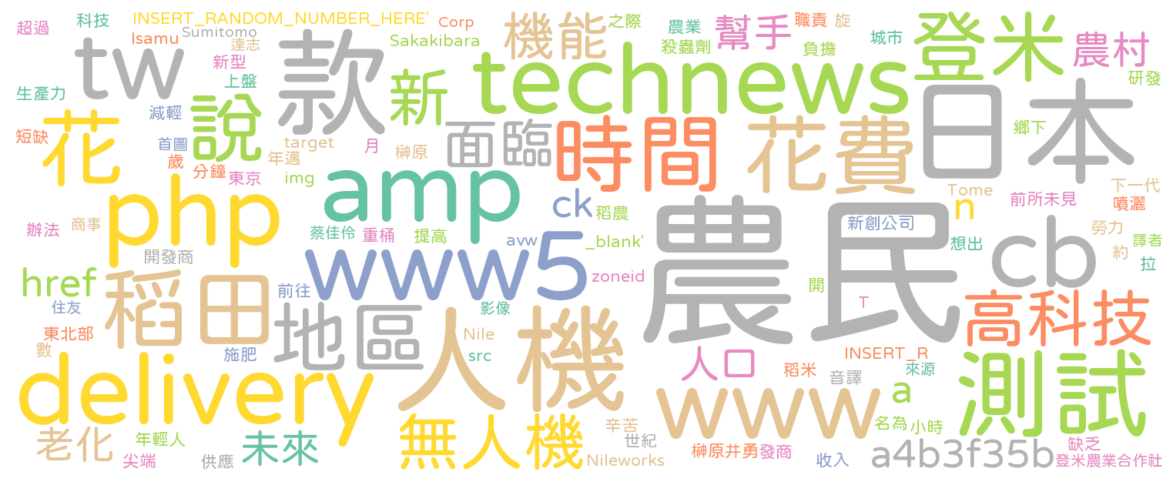 超過 科技 INSERT_RANDOM_NUMBER_HERE' Corp 機能 之際 農業 職責 旋 登米
Isamu Sumitomo Sakakibara 殺蟲劑 幫手 負擔 城市 農村
tw 達志 新型 上盤 款 新 technews 日本 研發
生產力 減輕 說 鄉下
短缺 花 首圖 target 月 榊原 面臨 時間 花費
歲 分鐘 年邁 東京 img amp ck 稻農 農民 Tome n 下一代 前所未見 噴灑
php 新創公司 勞力
辦法 商事 蔡佳伶 重桶 提高 avw _blank' 想出 cb 約 譯者 拉
開發商 www5 zoneid
href 稻田 前往 影像 開 T 高科技
住友 地區 人機
東北部 數 施肥 Nile src 人口 INSERT_R 測試
delivery 稻米 音譯 來源
www a
老化 年輕人 未來 無人機 辛苦 世紀 名為 小時
尖端 供應 Nileworks 榊原井勇發商 收入 a4b3f35b 缺乏 登米農業合作社